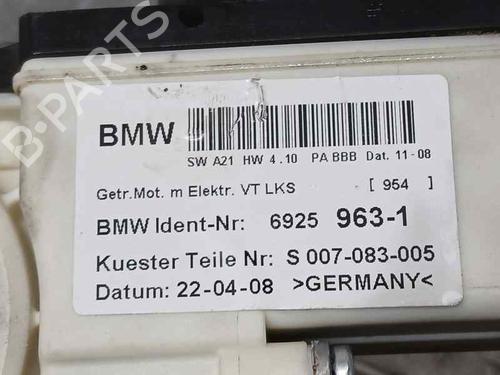 BMW
SW A21 HW 4.10 PA BBB Dat. 11-08
Getr.Mot. m Elektr. VT LKS [ 954 ]
BMW Ident-Nr: 6925 963-1
Kuester Teile Nr: S 007-083-005
Datum: 22-04-08 >GERMANY<
B-PARTS